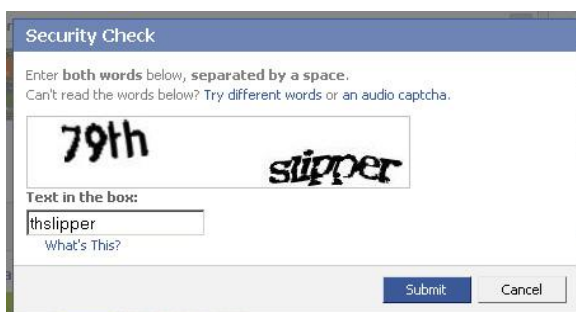 Security Check
Enter both words below, separated by a space.
Can't read the words below? Try different words or an audio captcha.
79th slipper
Text in the box:
thslipper
What's This?
Submit Cancel